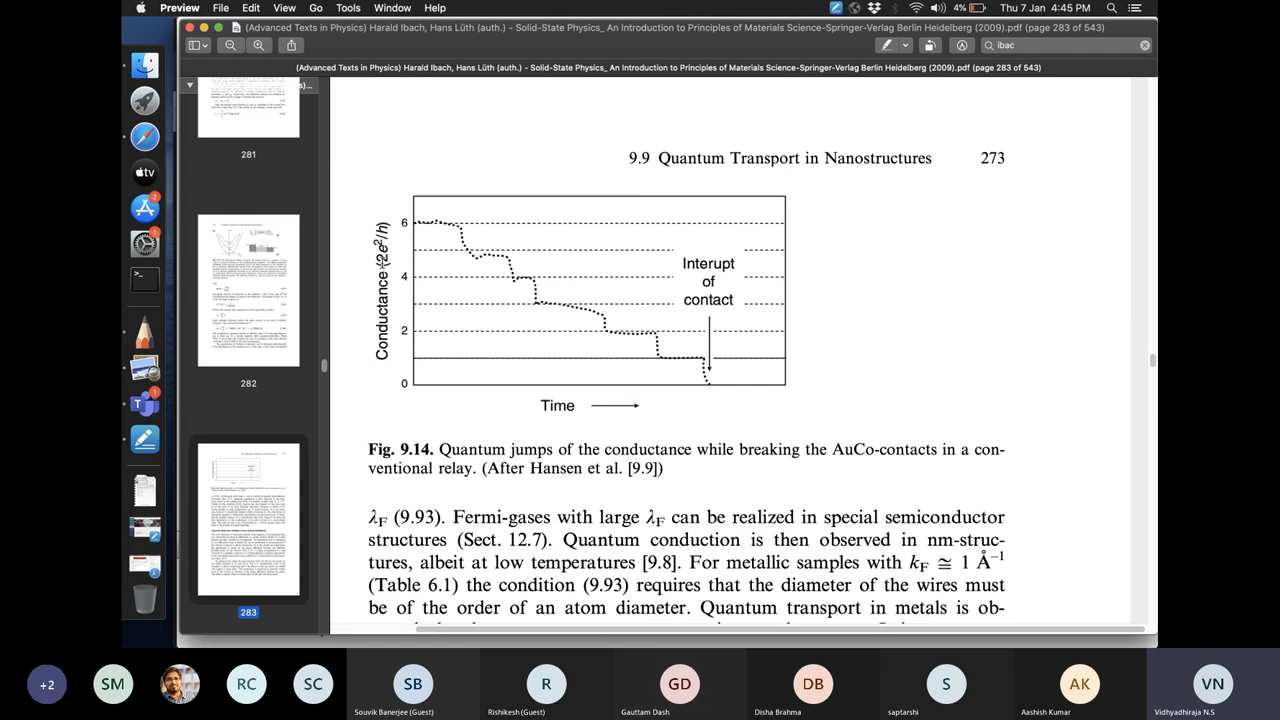 Preview File Edit View Go Tools Window Help 4% Thu 7 Jan 4:45 PM
(Advanced Texts in Physics) Harald Ibach, Hans Lüth (auth.) - Solid-State Physics_ An Introduction to Principles of Materials Science-Springer-Verlag Berlin Heidelberg (2009).pdf (page 283 of 543)
ibac
(Advanced Texts in Physics) Harald Ibach, Hans Lüth (auth.) - Solid-State Physics_ An Introduction to Principles of Materials Science-Springer-Verlag Berlin Heidelberg (2009).pdf (page 283 of 543)
)...
281
382
283
9.9 Quantum Transport in Nanostructures 273
Conductance (2e²/h)
6
4
2
0
Interupt
of
contact
Time
Fig. 9.14. Quantum jumps of the conductance while breaking the AuCo-contacts in a con-
ventional relay. (After Hansen et al. [9.9])
λF (9.93). Fermi-gases with large λF can be realized in special semiconductor
structures (Sect. 12.7). Quantum conduction is then observed in nm-struc-
tures, albeit at low temperatures [9.8]. For metallic samples with kF ≅ 1 Å⁻¹
(Table 6.1) the condition (9.93) requires that the diameter of the wires must
be of the order of an atom diameter. Quantum transport in metals is ob-
tv
2
1
1
+2
SM
RC
SC
SB
Souvik Banerjee (Guest)
R
Rishikesh (Guest)
GD
Gauttam Dash
DB
Disha Brahma
S
saptarshi
AK
Aashish Kumar
VN
Vidhyadhiraja N.S